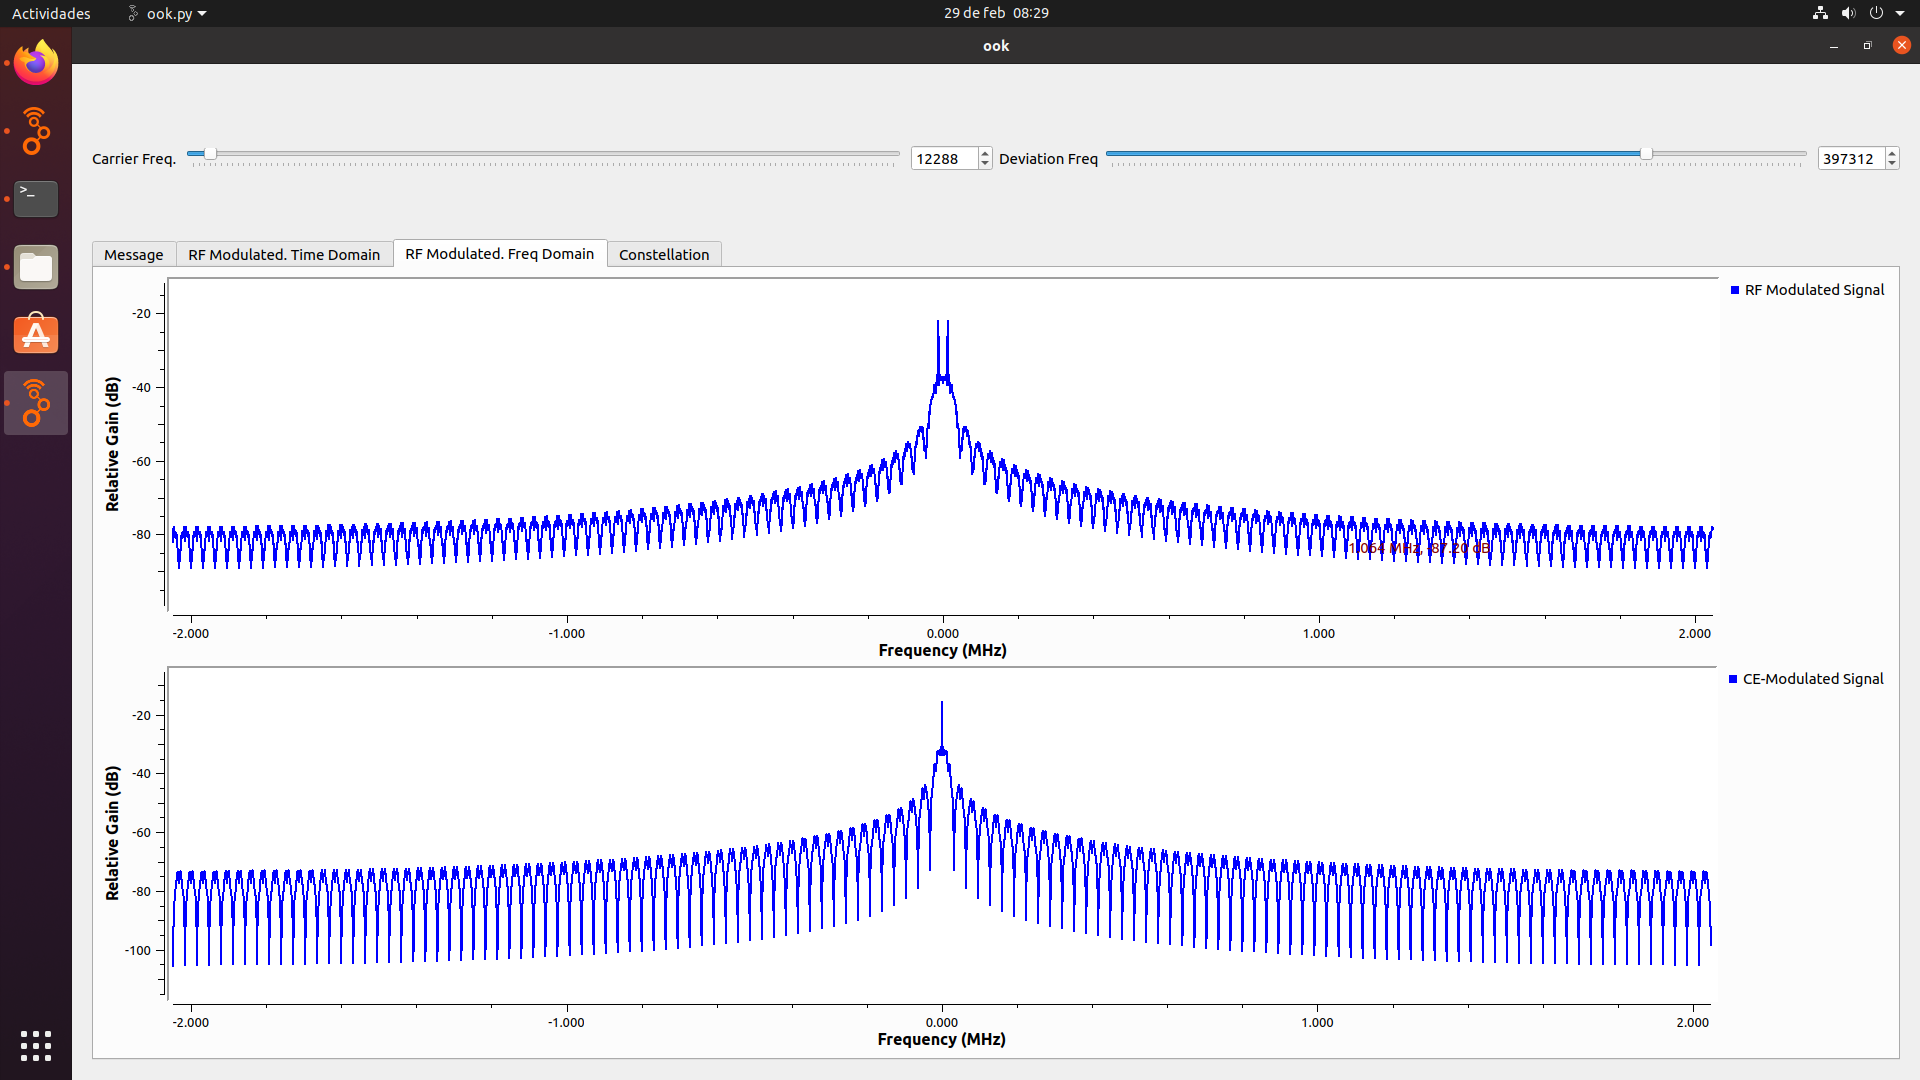 Actividades ook.py 29 de feb 08:29
ook
Carrier Freq. 12288 Deviation Freq 397312
Message RF Modulated. Time Domain RF Modulated. Freq Domain Constellation
RF Modulated Signal
Relative Gain (dB)
-20
-40
-60
-80
1.064 MHz, -87.20 dB
-2.000 -1.000 0.000 1.000 2.000
Frequency (MHz)
CE-Modulated Signal
Relative Gain (dB)
-20
-40
-60
-80
-100
-2.000 -1.000 0.000 1.000 2.000
Frequency (MHz)